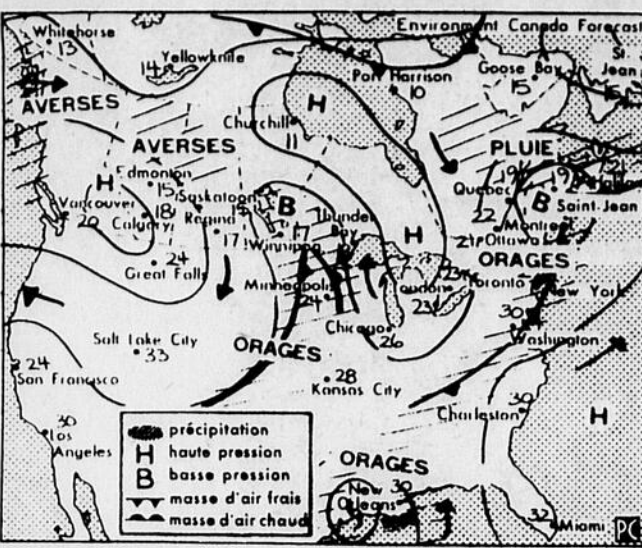 Environment Canada Forecast
Whitehorse
13
Yellowknife
14
Port Harrison
10
Goose Bay
15
St.
Jean
15
AVERSES
H
Churchill
11
AVERSES
PLUIE
H
Edmonton
15
Saskatoon
Vancouver
20
Calgary
18
Regina
17
B
Winnipeg
17
Thunder
Bay
H
Quebec
19
22
B
Saint-Jean
Montreal
21
Ottawa
ORAGES
Great Falls
24
Minneapolis
24
London
23
Toronto
New York
30
Washington
Salt Lake City
33
ORAGES
Chicago
26
24
San Francisco
28
Kansas City
30
Charleston
H
30
Los
Angeles
précipitation
H haute pression
B basse pression
masse d'air frais
masse d'air chaud
ORAGES
30
New
Orleans
32
Miami
PC